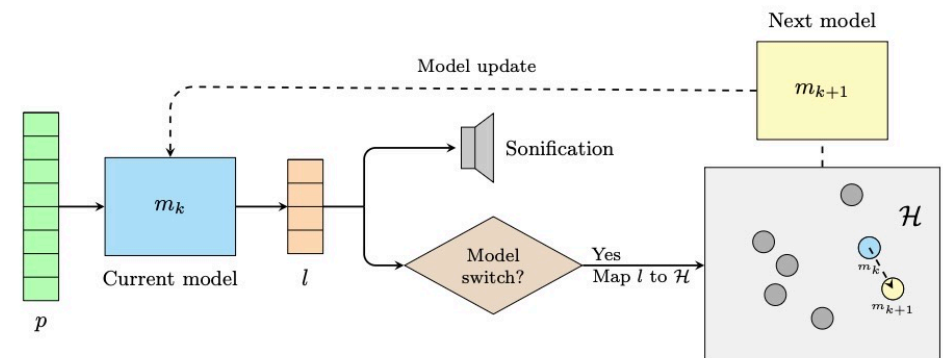 Next model
m_{k+1}
Model update
m_k
Current model
p
l
Sonification
Model
switch?
Yes
Map l to ℋ
ℋ
m_k
m_{k+1}